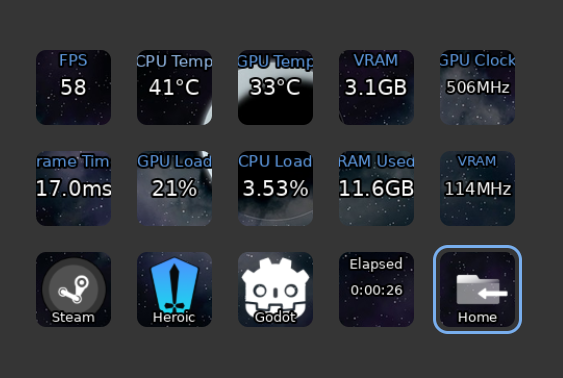 FPS
58
CPU Temp
41°C
GPU Temp
33°C
VRAM
3.1GB
GPU Clock
506MHz
rame Tim
17.0ms
GPU Load
21%
CPU Load
3.53%
RAM Used
11.6GB
VRAM
114MHz
Steam
Heroic
Godot
Elapsed
0:00:26
Home